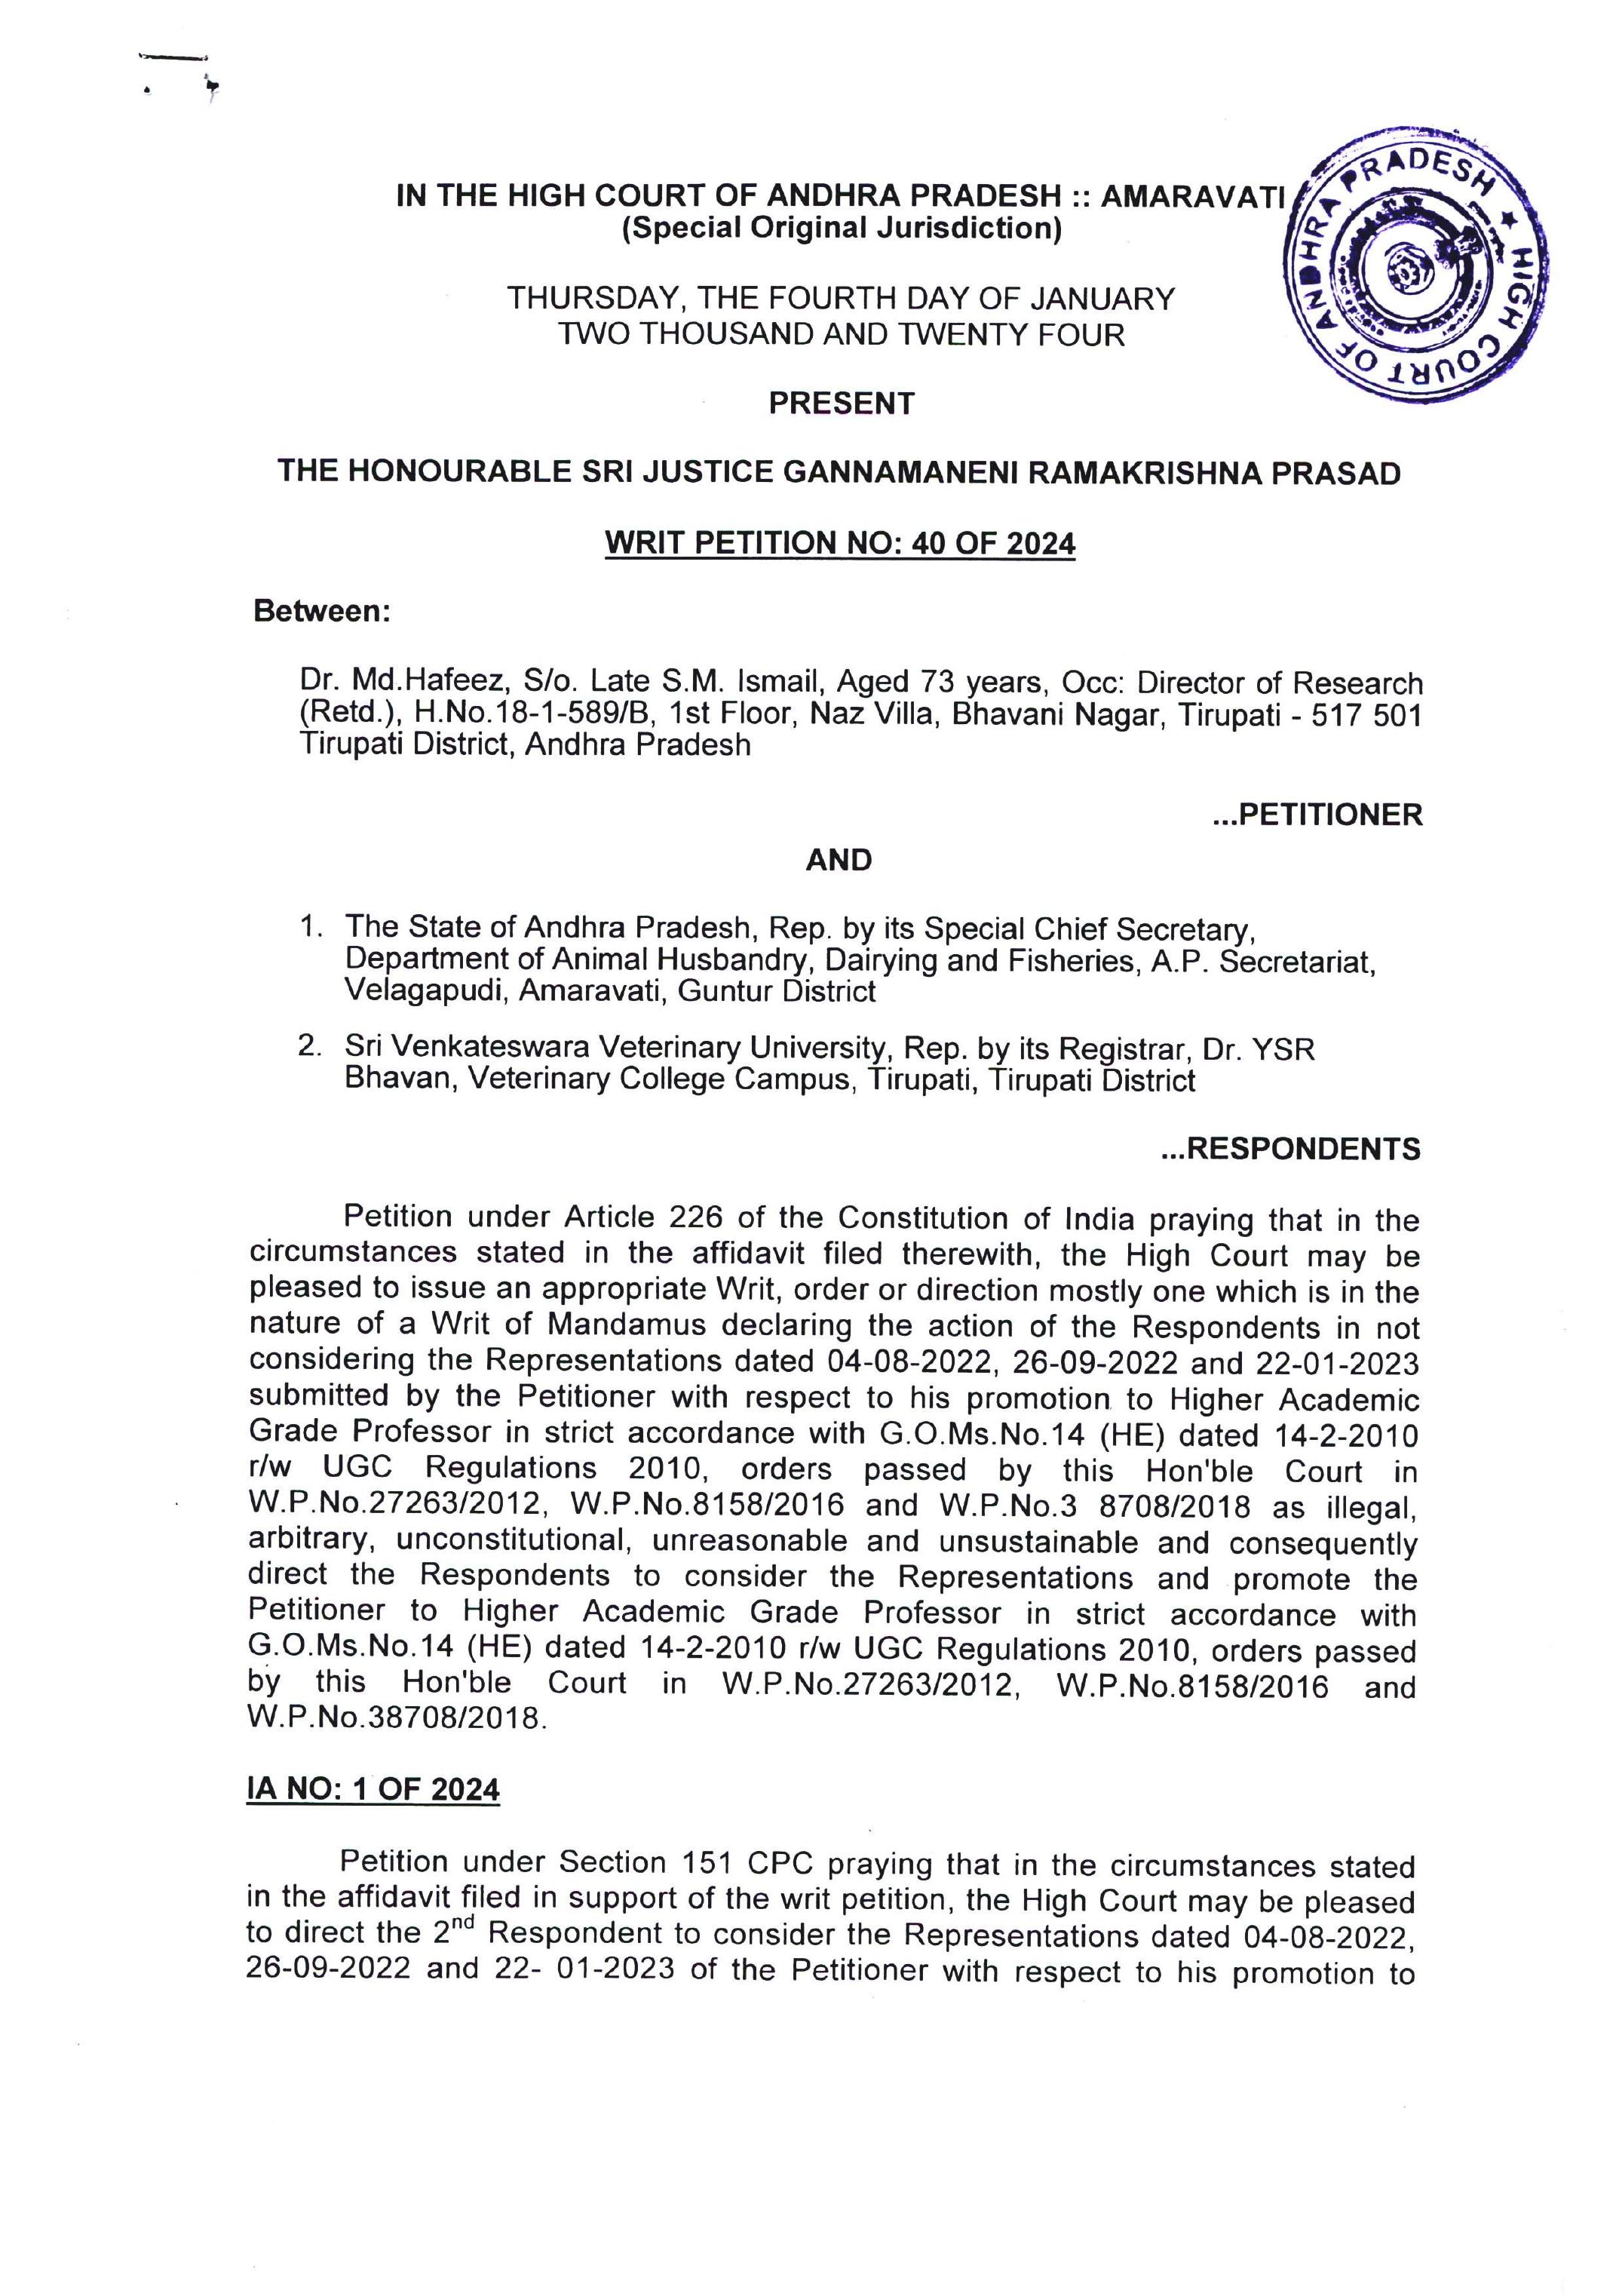 IN THE HIGH COURT OF ANDHRA PRADESH :: AMARAVATI
(Special Original Jurisdiction)
ANDHRA PRADESH ★ HIGH COURT OF
THURSDAY, THE FOURTH DAY OF JANUARY
TWO THOUSAND AND TWENTY FOUR
PRESENT
THE HONOURABLE SRI JUSTICE GANNAMANENI RAMAKRISHNA PRASAD
WRIT PETITION NO: 40 OF 2024
Between:
Dr. Md.Hafeez, S/o. Late S.M. Ismail, Aged 73 years, Occ: Director of Research
(Retd.), H.No.18-1-589/B, 1st Floor, Naz Villa, Bhavani Nagar, Tirupati - 517 501
Tirupati District, Andhra Pradesh
...PETITIONER
AND
1. The State of Andhra Pradesh, Rep. by its Special Chief Secretary,
Department of Animal Husbandry, Dairying and Fisheries, A.P. Secretariat,
Velagapudi, Amaravati, Guntur District
2. Sri Venkateswara Veterinary University, Rep. by its Registrar, Dr. YSR
Bhavan, Veterinary College Campus, Tirupati, Tirupati District
...RESPONDENTS
Petition under Article 226 of the Constitution of India praying that in the
circumstances stated in the affidavit filed therewith, the High Court may be
pleased to issue an appropriate Writ, order or direction mostly one which is in the
nature of a Writ of Mandamus declaring the action of the Respondents in not
considering the Representations dated 04-08-2022, 26-09-2022 and 22-01-2023
submitted by the Petitioner with respect to his promotion to Higher Academic
Grade Professor in strict accordance with G.O.Ms.No.14 (HE) dated 14-2-2010
r/w UGC Regulations 2010, orders passed by this Hon'ble Court in
W.P.No.27263/2012, W.P.No.8158/2016 and W.P.No.3 8708/2018 as illegal,
arbitrary, unconstitutional, unreasonable and unsustainable and consequently
direct the Respondents to consider the Representations and promote the
Petitioner to Higher Academic Grade Professor in strict accordance with
G.O.Ms.No.14 (HE) dated 14-2-2010 r/w UGC Regulations 2010, orders passed
by this Hon'ble Court in W.P.No.27263/2012, W.P.No.8158/2016 and
W.P.No.38708/2018.
IA NO: 1 OF 2024
Petition under Section 151 CPC praying that in the circumstances stated
in the affidavit filed in support of the writ petition, the High Court may be pleased
to direct the 2nd Respondent to consider the Representations dated 04-08-2022,
26-09-2022 and 22- 01-2023 of the Petitioner with respect to his promotion to